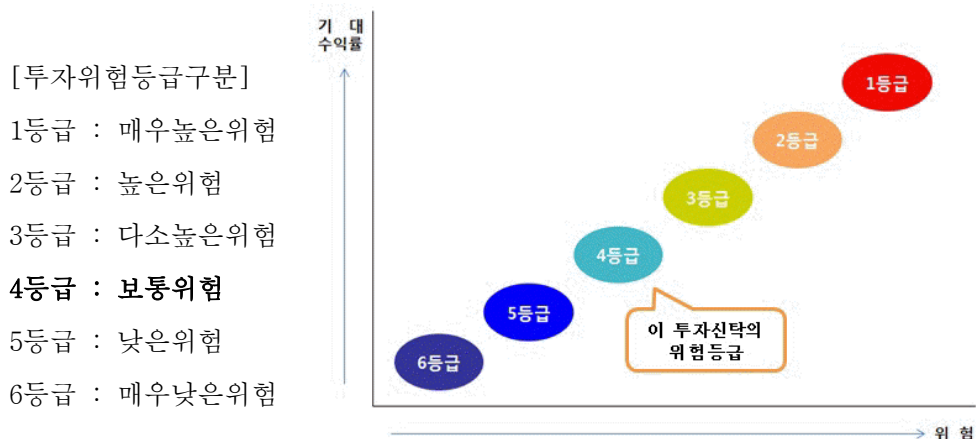 [투자위험등급구분]
1등급 : 매우높은위험
2등급 : 높은위험
3등급 : 다소높은위험
4등급 : 보통위험
5등급 : 낮은위험
6등급 : 매우낮은위험
기 대
수익률
1등급
2등급
3등급
4등급
5등급
6등급
이 투자신탁의
위험등급
위 험